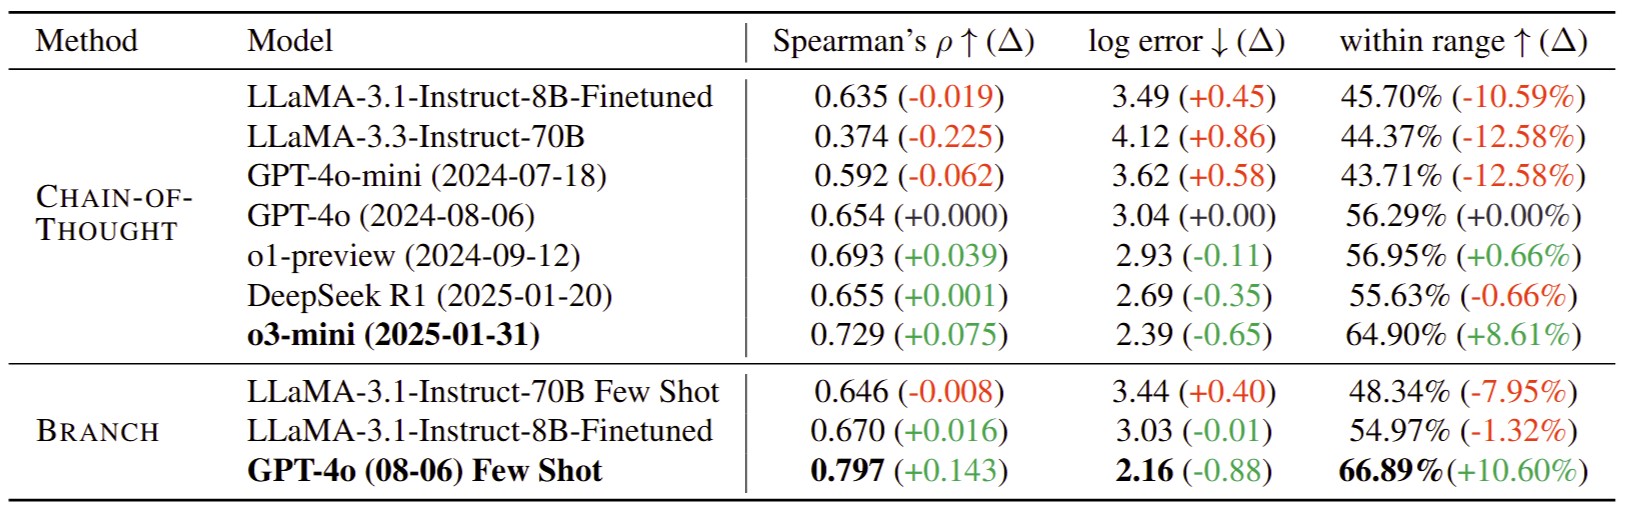 Method Model Spearman's ρ ↑ (Δ) log error ↓ (Δ) within range ↑ (Δ)
CHAIN-OF-THOUGHT
LLaMA-3.1-Instruct-8B-Finetuned 0.635 (-0.019) 3.49 (+0.45) 45.70% (-10.59%)
LLaMA-3.3-Instruct-70B 0.374 (-0.225) 4.12 (+0.86) 44.37% (-12.58%)
GPT-4o-mini (2024-07-18) 0.592 (-0.062) 3.62 (+0.58) 43.71% (-12.58%)
GPT-4o (2024-08-06) 0.654 (+0.000) 3.04 (+0.00) 56.29% (+0.00%)
o1-preview (2024-09-12) 0.693 (+0.039) 2.93 (-0.11) 56.95% (+0.66%)
DeepSeek R1 (2025-01-20) 0.655 (+0.001) 2.69 (-0.35) 55.63% (-0.66%)
o3-mini (2025-01-31) 0.729 (+0.075) 2.39 (-0.65) 64.90% (+8.61%)
BRANCH
LLaMA-3.1-Instruct-70B Few Shot 0.646 (-0.008) 3.44 (+0.40) 48.34% (-7.95%)
LLaMA-3.1-Instruct-8B-Finetuned 0.670 (+0.016) 3.03 (-0.01) 54.97% (-1.32%)
GPT-4o (08-06) Few Shot 0.797 (+0.143) 2.16 (-0.88) 66.89%(+10.60%)